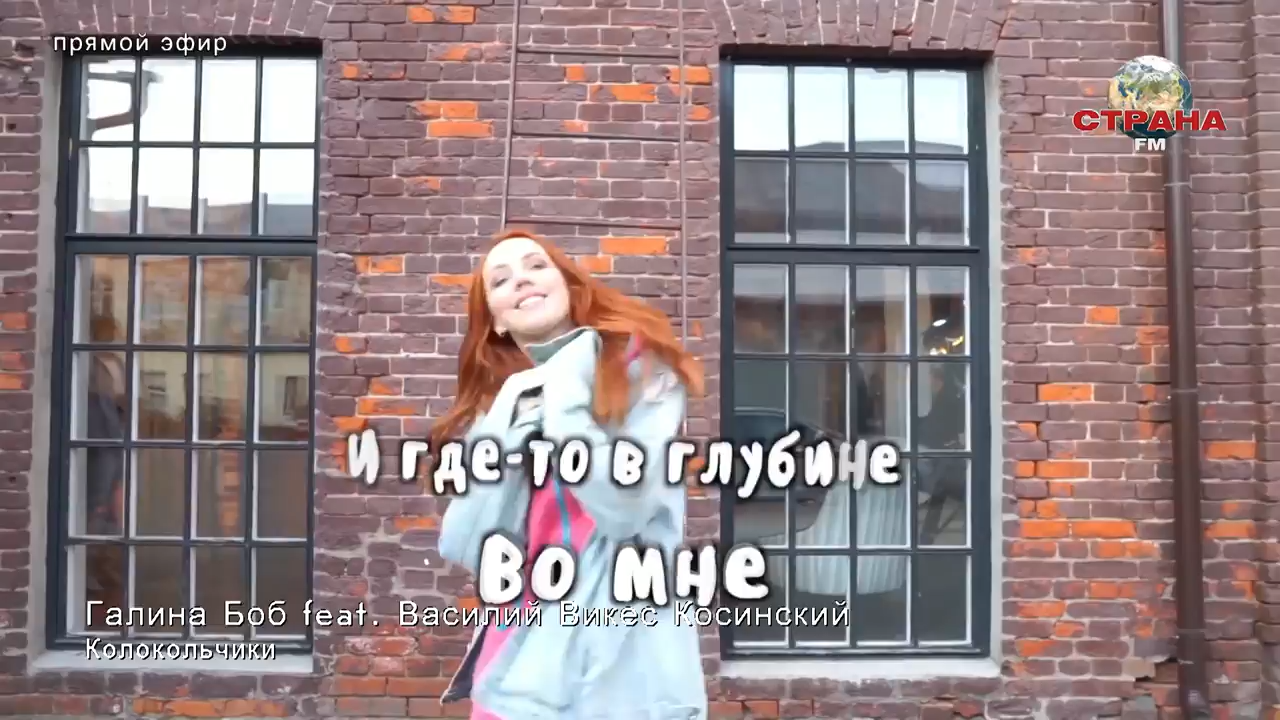 прямой эфир
СТРАНА
FM
И где-то в глубине
Во мне
Галина Боб feat. Василий Викес Косинский
Колокольчики